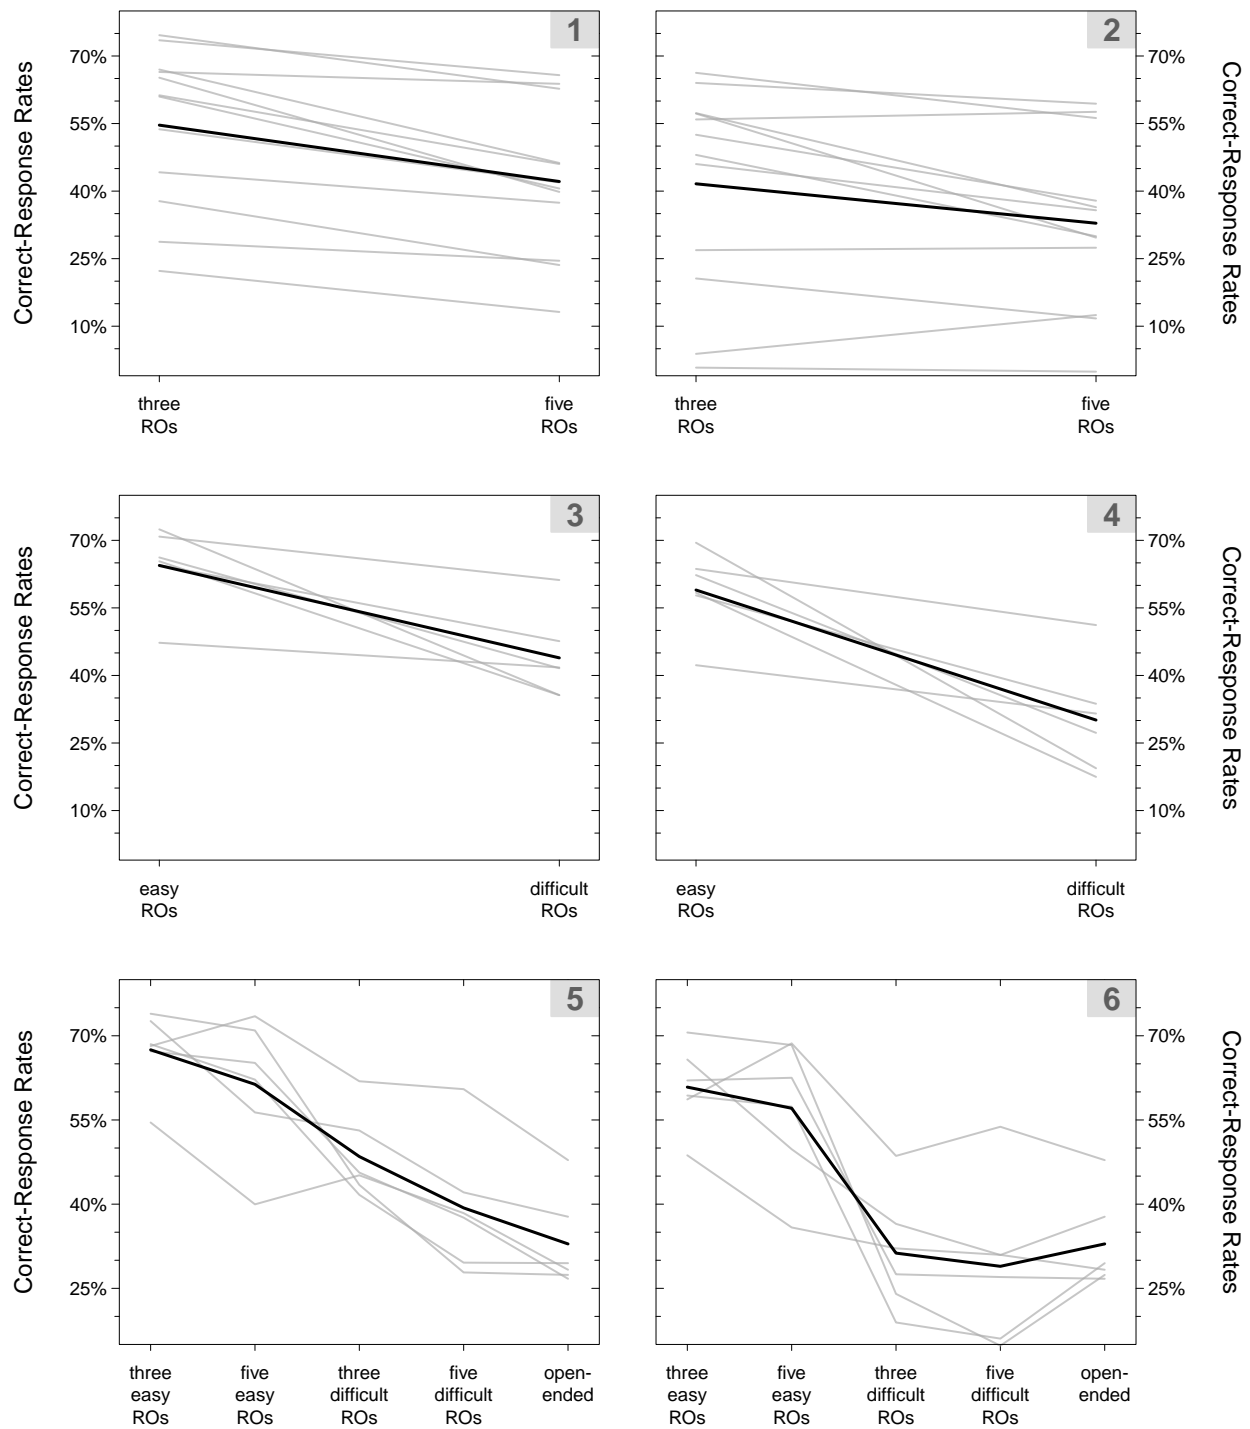 1
2
Correct-Response Rates
70%
55%
40%
25%
10%
70%
55%
40%
25%
10%
Correct-Response Rates
three
ROs
five
ROs
three
ROs
five
ROs
3
4
Correct-Response Rates
70%
55%
40%
25%
10%
70%
55%
40%
25%
10%
Correct-Response Rates
easy
ROs
difficult
ROs
easy
ROs
difficult
ROs
5
6
Correct-Response Rates
70%
55%
40%
25%
70%
55%
40%
25%
Correct-Response Rates
three
easy
ROs
five
easy
ROs
three
difficult
ROs
five
difficult
ROs
open-
ended
three
easy
ROs
five
easy
ROs
three
difficult
ROs
five
difficult
ROs
open-
ended